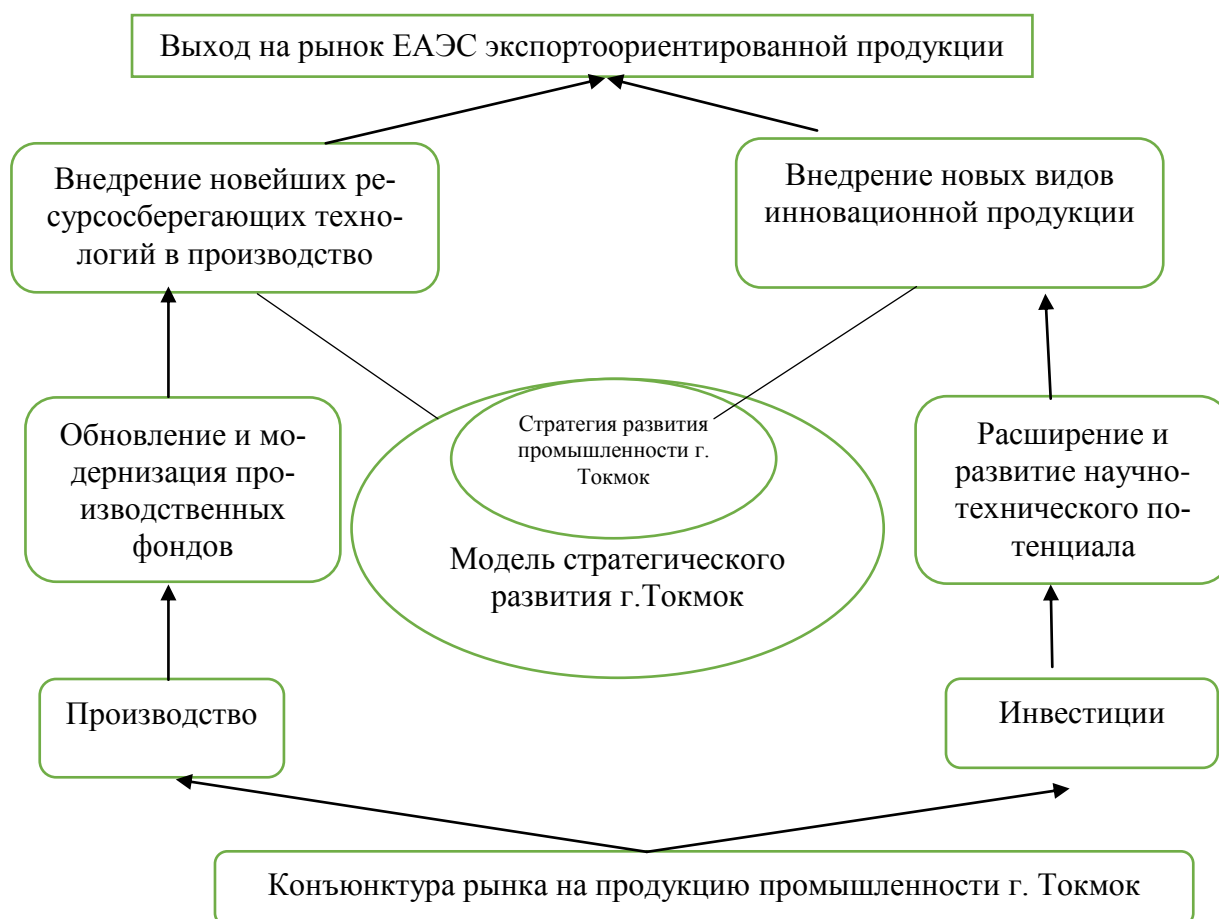 Выход на рынок ЕАЭС экспортоориентированной продукции
Внедрение новейших ре-
сурсосберегающих техно-
логий в производство
Внедрение новых видов
инновационной продукции
Стратегия развития
промышленности г.
Токмок
Обновление и мо-
дернизация про-
изводственных
фондов
Расширение и
развитие научно-
технического по-
тенциала
Модель стратегического
развития г.Токмок
Производство
Инвестиции
Конъюнктура рынка на продукцию промышленности г. Токмок